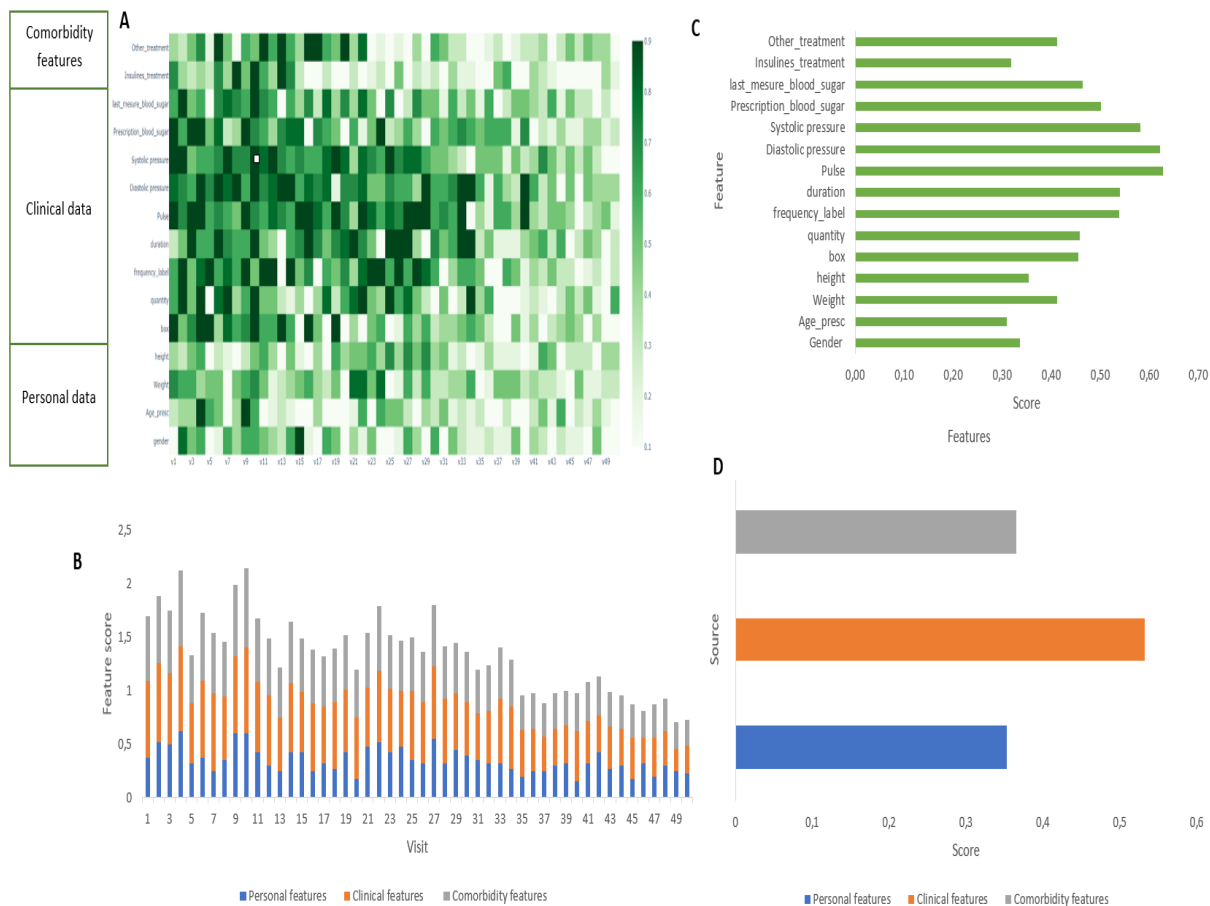 Comorbidity
features
Clinical data
Personal data
A
Other_treatment
Insulines_treatment
last_mesure_blood_sugar
Prescription_blood_sugar
Systolic pressure
Diastolic pressure
Pulse
duration
frequency_label
quantity
box
height
Weight
Age_presc
gender
v1 v3 v5 v7 v9 v11 v13 v15 v17 v19 v21 v23 v25 v27 v29 v31 v33 v35 v37 v39 v41 v43 v45 v47 v49
0.9
0.8
0.7
0.6
0.5
0.4
0.3
0.2
0.1
C
Feature
Other_treatment
Insulines_treatment
last_mesure_blood_sugar
Prescription_blood_sugar
Systolic pressure
Diastolic pressure
Pulse
duration
frequency_label
quantity
box
height
Weight
Age_presc
Gender
0,00 0,10 0,20 0,30 0,40 0,50 0,60 0,70
Score
Features
B
Feature score
2,5
2
1,5
1
0,5
0
1 3 5 7 9 11 13 15 17 19 21 23 25 27 29 31 33 35 37 39 41 43 45 47 49
Visit
Personal features Clinical features Comorbidity features
D
Source
0 0,1 0,2 0,3 0,4 0,5 0,6
Score
Personal features Clinical features Comorbidity features